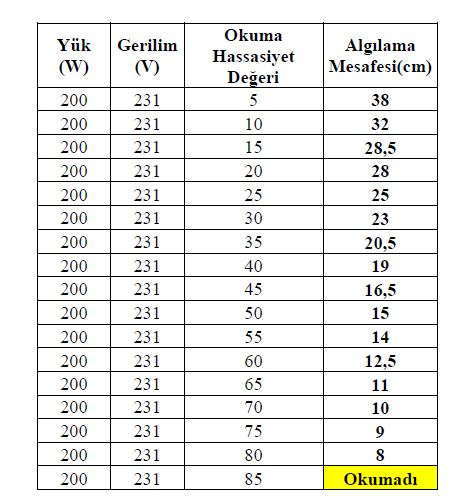 Yük (W) Gerilim (V) Okuma Hassasiyet Değeri Algılama Mesafesi(cm)
200 231 5 38
200 231 10 32
200 231 15 28,5
200 231 20 28
200 231 25 25
200 231 30 23
200 231 35 20,5
200 231 40 19
200 231 45 16,5
200 231 50 15
200 231 55 14
200 231 60 12,5
200 231 65 11
200 231 70 10
200 231 75 9
200 231 80 8
200 231 85 Okumadı